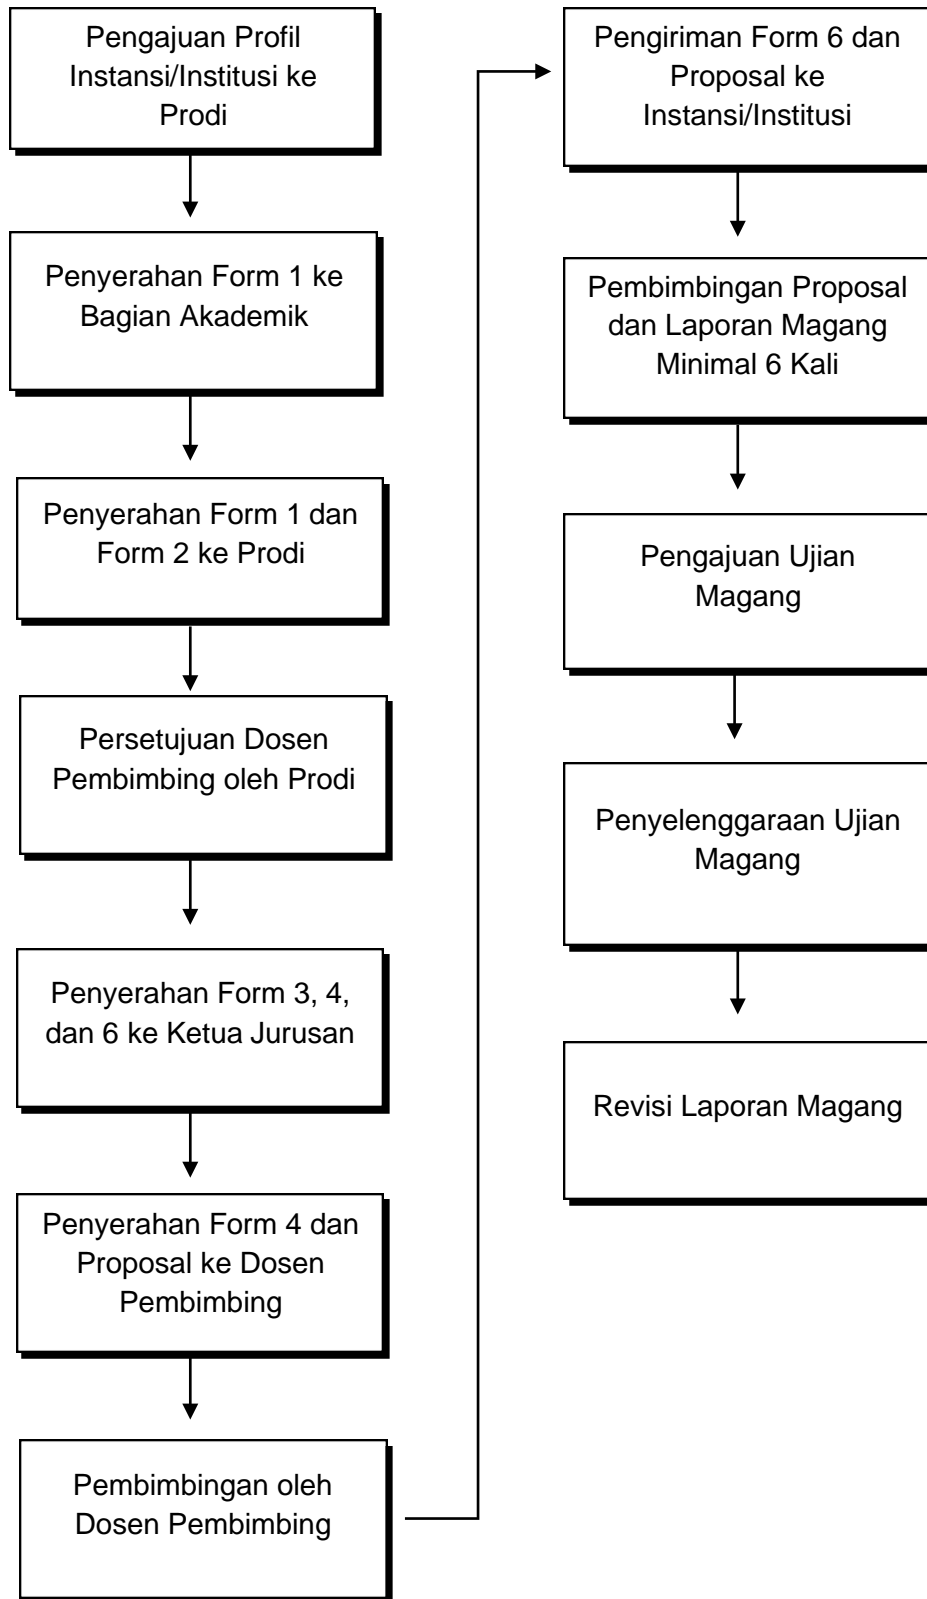 Pengajuan Profil
Instansi/Institusi ke
Prodi
Penyerahan Form 1 ke
Bagian Akademik
Penyerahan Form 1 dan
Form 2 ke Prodi
Persetujuan Dosen
Pembimbing oleh Prodi
Penyerahan Form 3, 4,
dan 6 ke Ketua Jurusan
Penyerahan Form 4 dan
Proposal ke Dosen
Pembimbing
Pembimbingan oleh
Dosen Pembimbing
Pengiriman Form 6 dan
Proposal ke
Instansi/Institusi
Pembimbingan Proposal
dan Laporan Magang
Minimal 6 Kali
Pengajuan Ujian
Magang
Penyelenggaraan Ujian
Magang
Revisi Laporan Magang